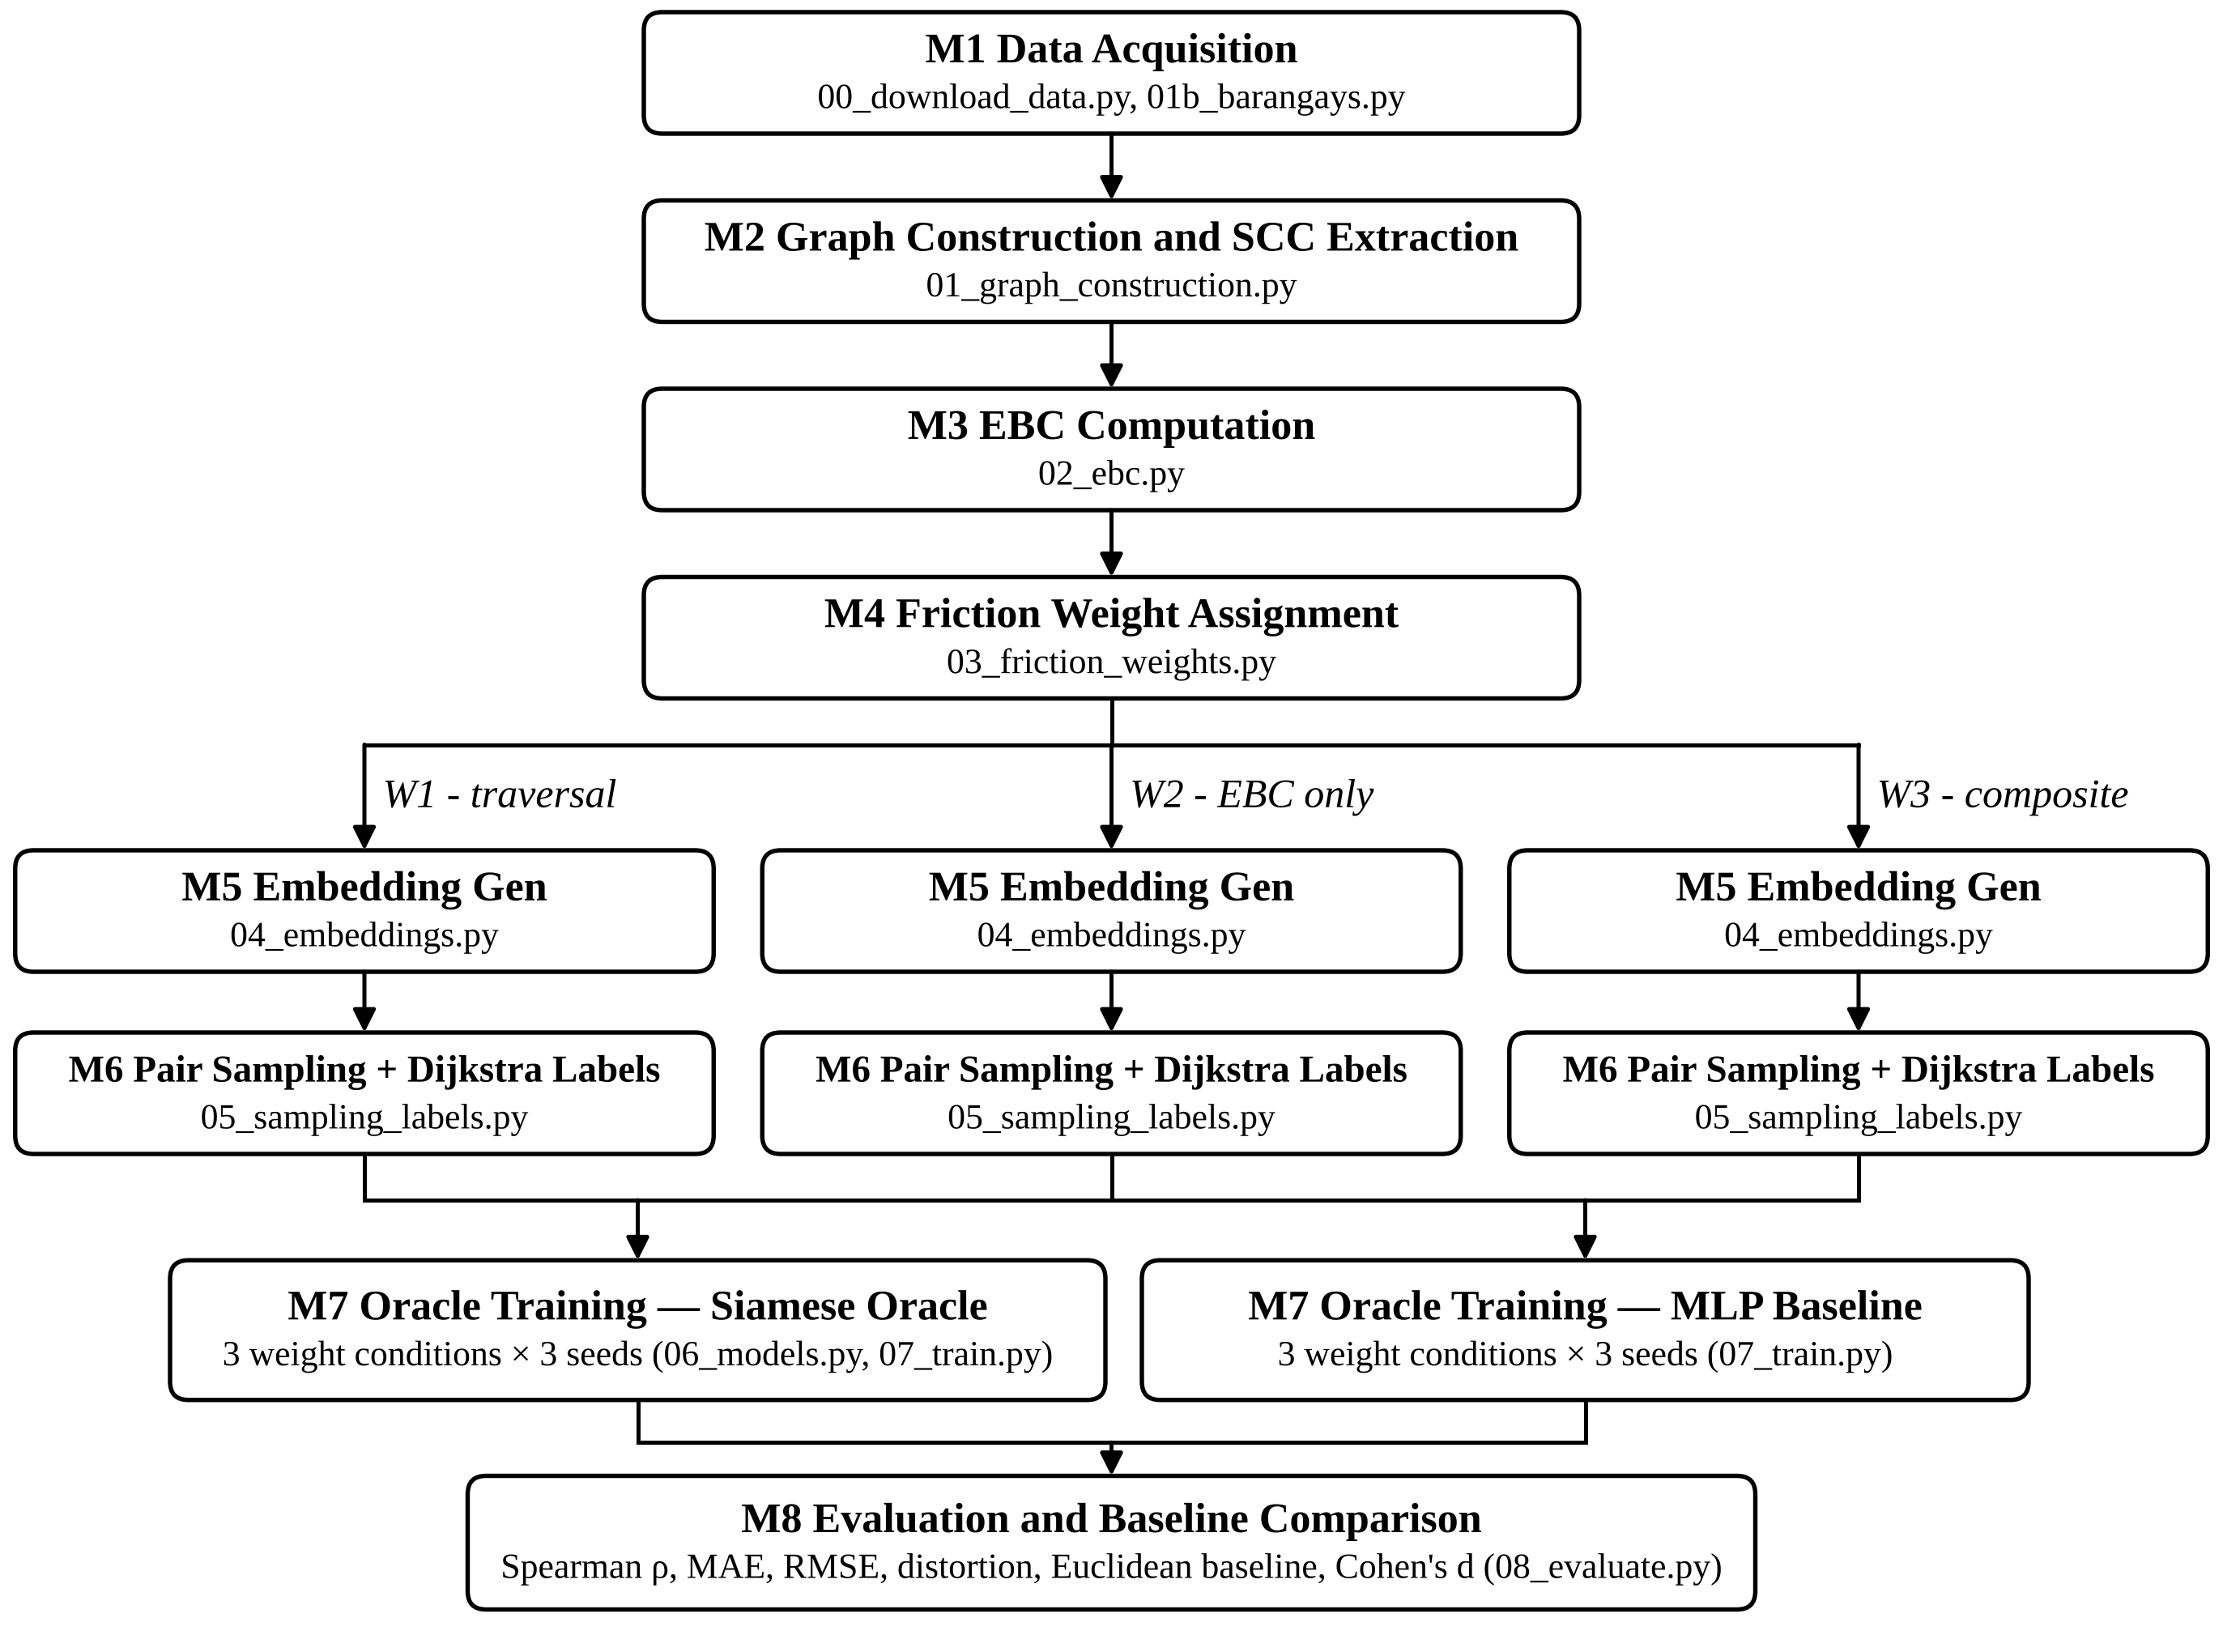 M1 Data Acquisition
00_download_data.py, 01b_barangays.py
M2 Graph Construction and SCC Extraction
01_graph_construction.py
M3 EBC Computation
02_ebc.py
M4 Friction Weight Assignment
03_friction_weights.py
W1 - traversal
W2 - EBC only
W3 - composite
M5 Embedding Gen
04_embeddings.py
M5 Embedding Gen
04_embeddings.py
M5 Embedding Gen
04_embeddings.py
M6 Pair Sampling + Dijkstra Labels
05_sampling_labels.py
M6 Pair Sampling + Dijkstra Labels
05_sampling_labels.py
M6 Pair Sampling + Dijkstra Labels
05_sampling_labels.py
M7 Oracle Training — Siamese Oracle
3 weight conditions × 3 seeds (06_models.py, 07_train.py)
M7 Oracle Training — MLP Baseline
3 weight conditions × 3 seeds (07_train.py)
M8 Evaluation and Baseline Comparison
Spearman ρ, MAE, RMSE, distortion, Euclidean baseline, Cohen's d (08_evaluate.py)